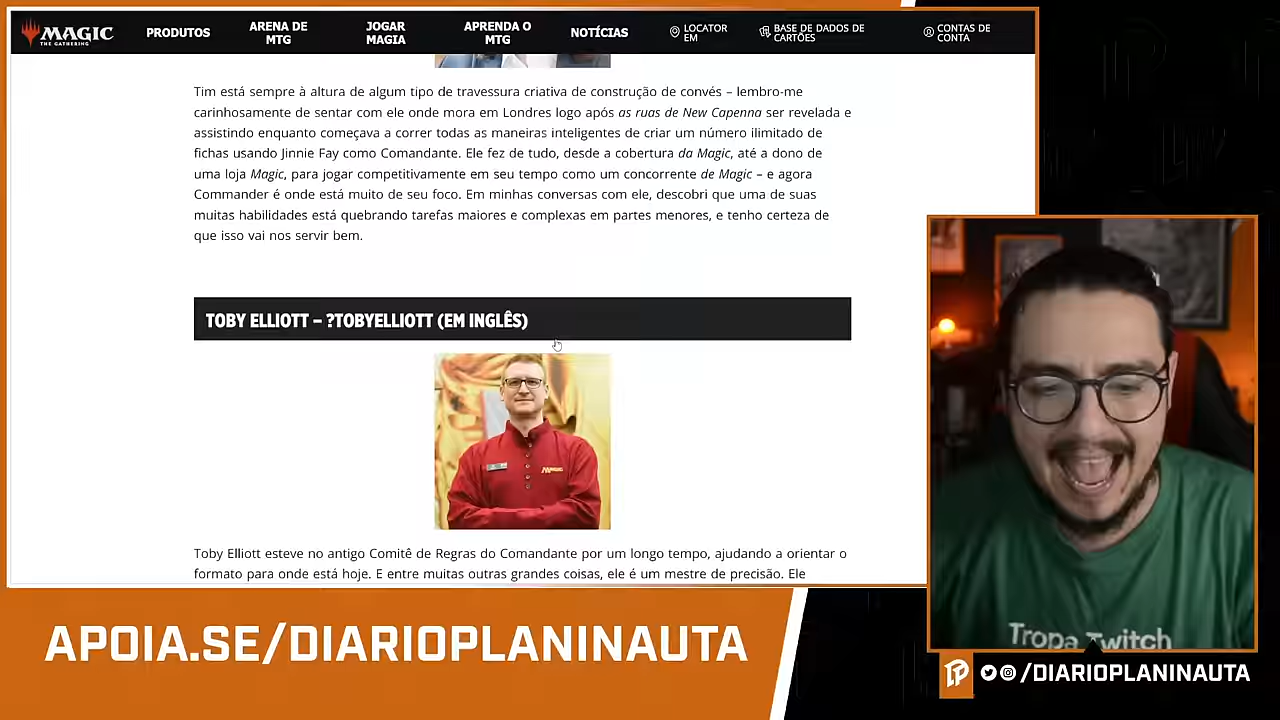 MAGIC
THE GATHERING
PRODUTOS
ARENA DE
MTG
JOGAR
MAGIA
APRENDA O
MTG
NOTÍCIAS
LOCATOR
EM
BASE DE DADOS DE
CARTÕES
CONTAS DE
CONTA
Tim está sempre à altura de algum tipo de travessura criativa de construção de convés – lembro-me
carinhosamente de sentar com ele onde mora em Londres logo após as ruas de New Capenna ser revelada e
assistindo enquanto começava a correr todas as maneiras inteligentes de criar um número ilimitado de
fichas usando Jinnie Fay como Comandante. Ele fez de tudo, desde a cobertura da Magic, até a dono de
uma loja Magic, para jogar competitivamente em seu tempo como um concorrente de Magic – e agora
Commander é onde está muito de seu foco. Em minhas conversas com ele, descobri que uma de suas
muitas habilidades está quebrando tarefas maiores e complexas em partes menores, e tenho certeza de
que isso vai nos servir bem.
TOBY ELLIOTT – ?TOBYELLIOTT (EM INGLÊS)
MAGIC
Toby Elliott esteve no antigo Comitê de Regras do Comandante por um longo tempo, ajudando a orientar o
formato para onde está hoje. E entre muitas outras grandes coisas, ele é um mestre de precisão. Ele
Tropa Twitch
APOIA.SE/DIARIOPLANINAUTA
/DIARIOPLANINAUTA